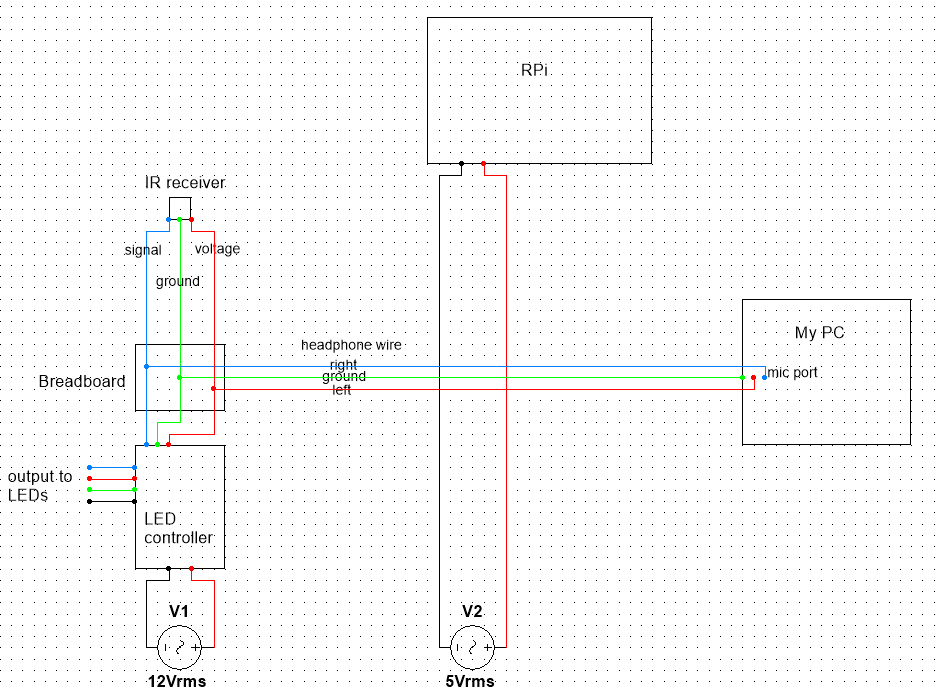 RPi
IR receiver
signal
voltage
ground
headphone wire
right
ground
left
Breadboard
My PC
mic port
output to
LEDs
LED
controller
V1
12Vrms
V2
5Vrms